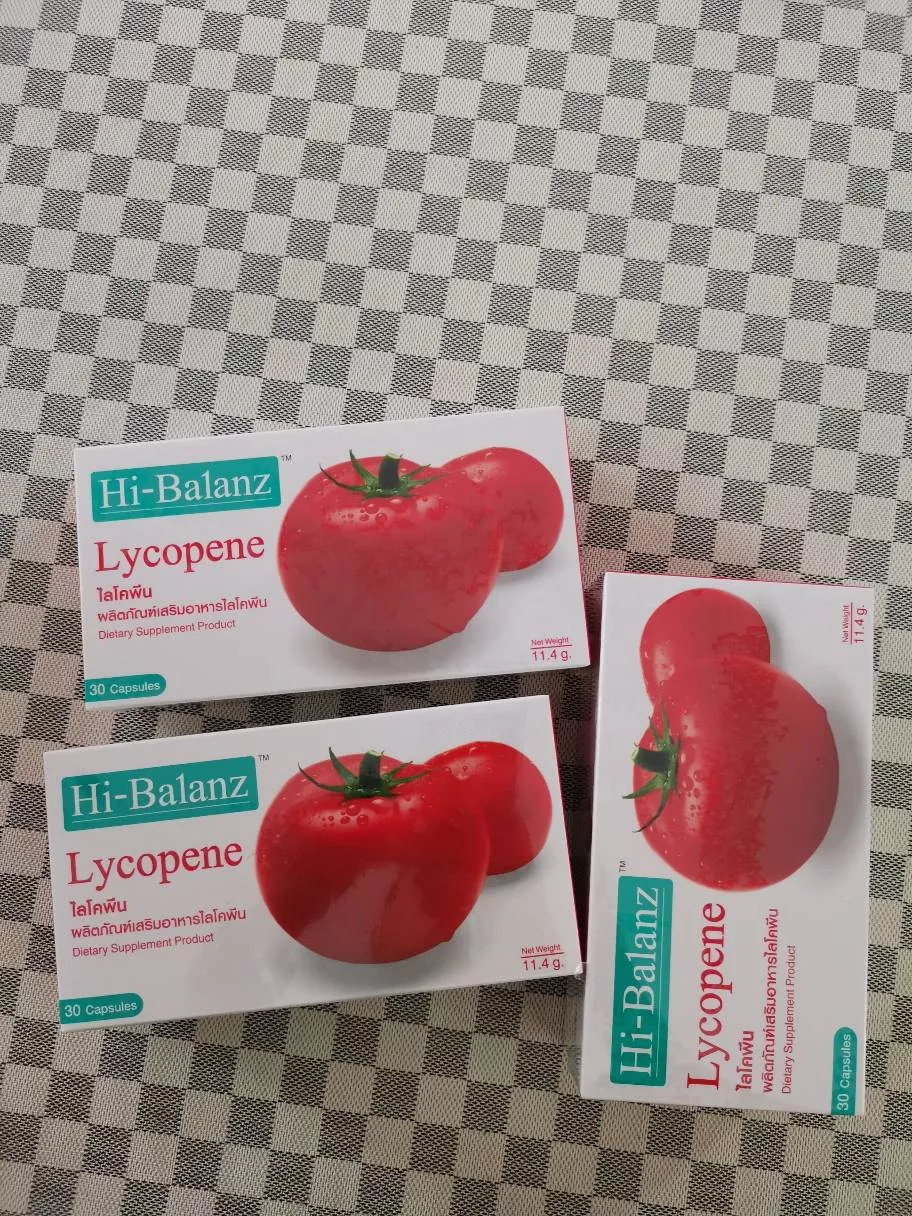 Hi-Balanz™
Lycopene
ไลโคพีน
ผลิตภัณฑ์เสริมอาหารไลโคพีน
Dietary Supplement Product
Net Weight
11.4 g.
30 Capsules
Hi-Balanz™
Lycopene
ไลโคพีน
ผลิตภัณฑ์เสริมอาหารไลโคพีน
Dietary Supplement Product
Net Weight
11.4 g.
30 Capsules
Hi-Balanz™
Lycopene
ไลโคพีน
ผลิตภัณฑ์เสริมอาหารไลโคพีน
Dietary Supplement Product
Net Weight
11.4 g.
30 Capsules